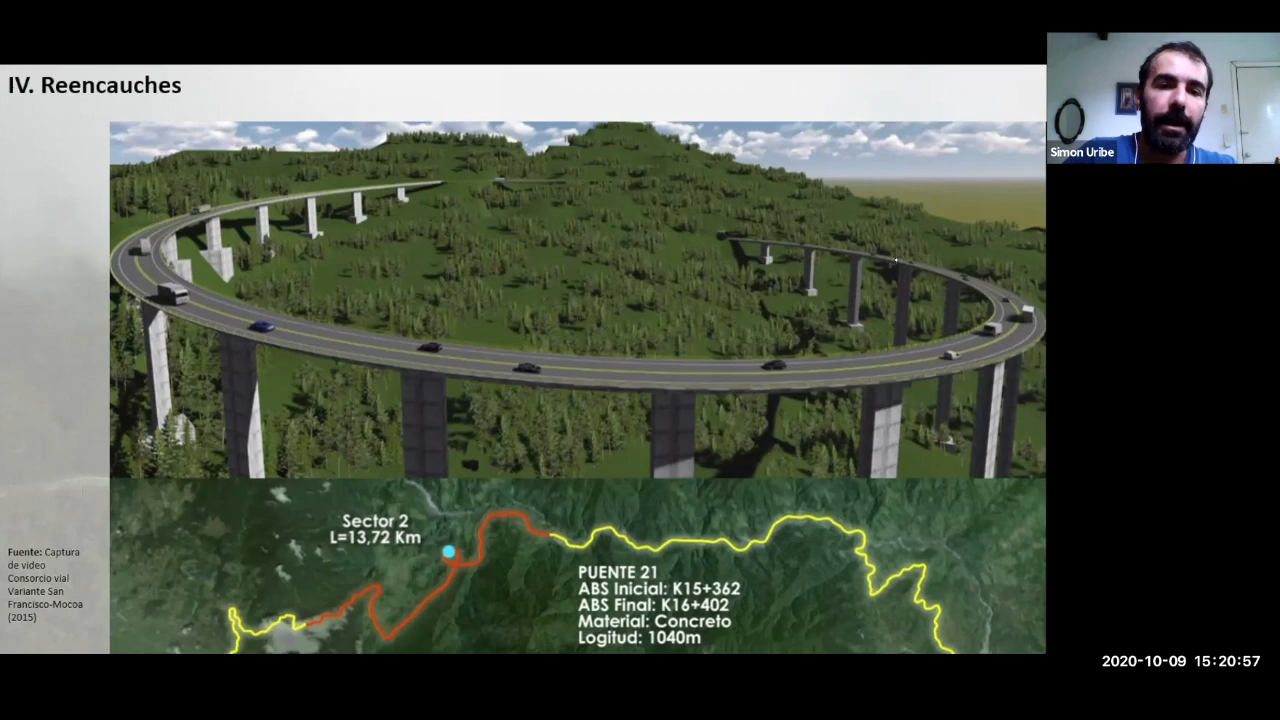 IV. Reencauches
Simon Uribe
Sector 2
L=13,72 Km
PUENTE 21
ABS Inicial: K15+362
ABS Final: K16+402
Material: Concreto
Logitud: 1040m
Fuente: Captura
de video
Consorcio vial
Variante San
Francisco-Mocoa
(2015)
2020-10-09 15:20:57